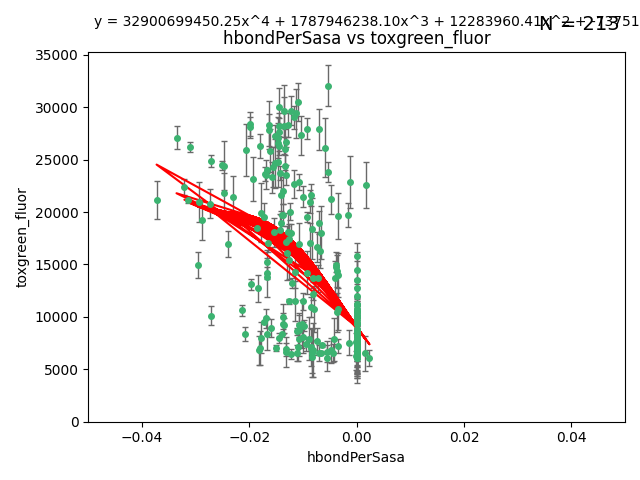 y = 32900699450.25x^4 + 1787946238.10x^3 + 12283960.41x^2 +
N = 213
hbondPerSasa vs toxgreen_fluor
35000
30000
25000
20000
15000
10000
5000
0
toxgreen_fluor
−0.04 −0.02 0.00 0.02 0.04
hbondPerSasa